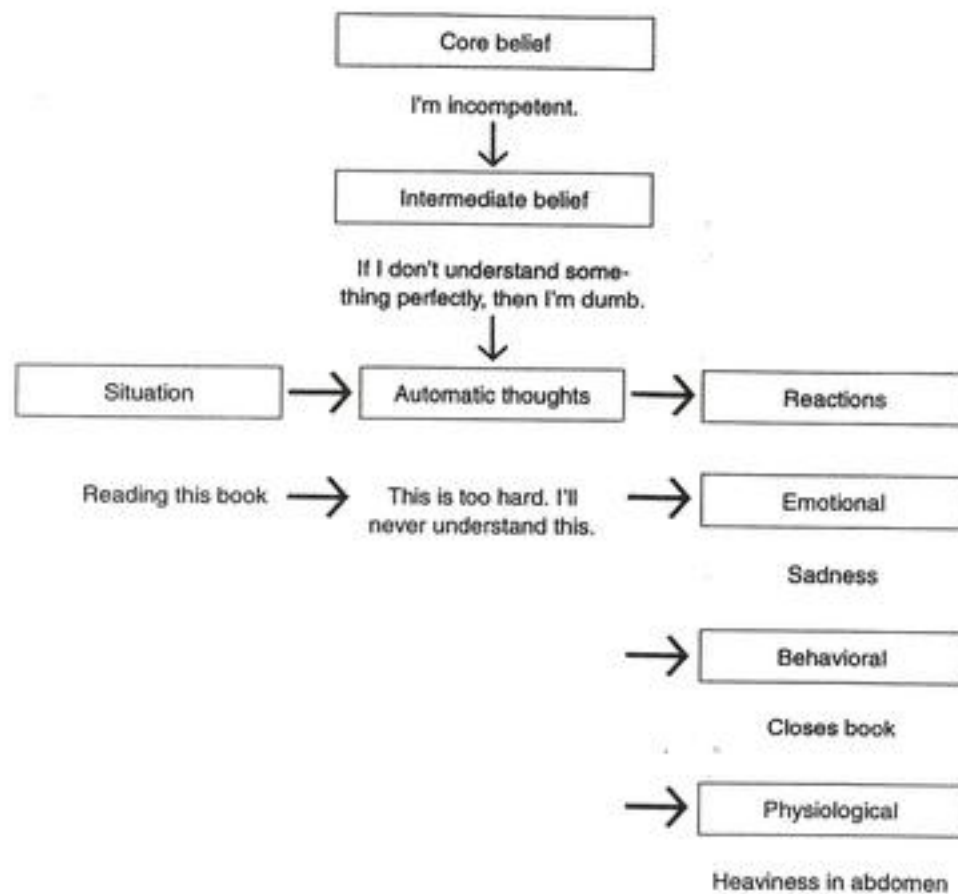 Core belief
I'm incompetent.
Intermediate belief
If I don't understand some-
thing perfectly, then I'm dumb.
Situation
Automatic thoughts
Reactions
Reading this book
This is too hard. I'll
never understand this.
Emotional
Sadness
Behavioral
Closes book
Physiological
Heaviness in abdomen